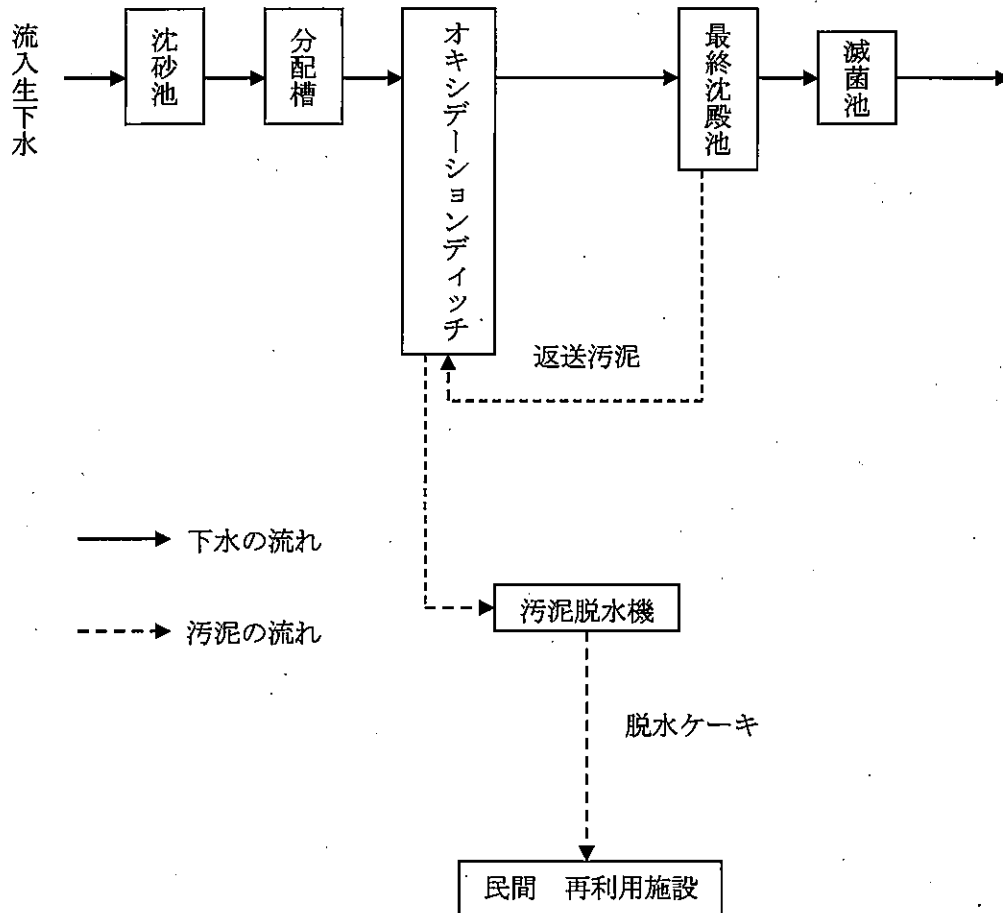 流入生下水
沈砂池
分配槽
オキシデーションディッチ
最終沈殿池
滅菌池
返送汚泥
下水の流れ
汚泥の流れ
汚泥脱水機
脱水ケーキ
民間　再利用施設